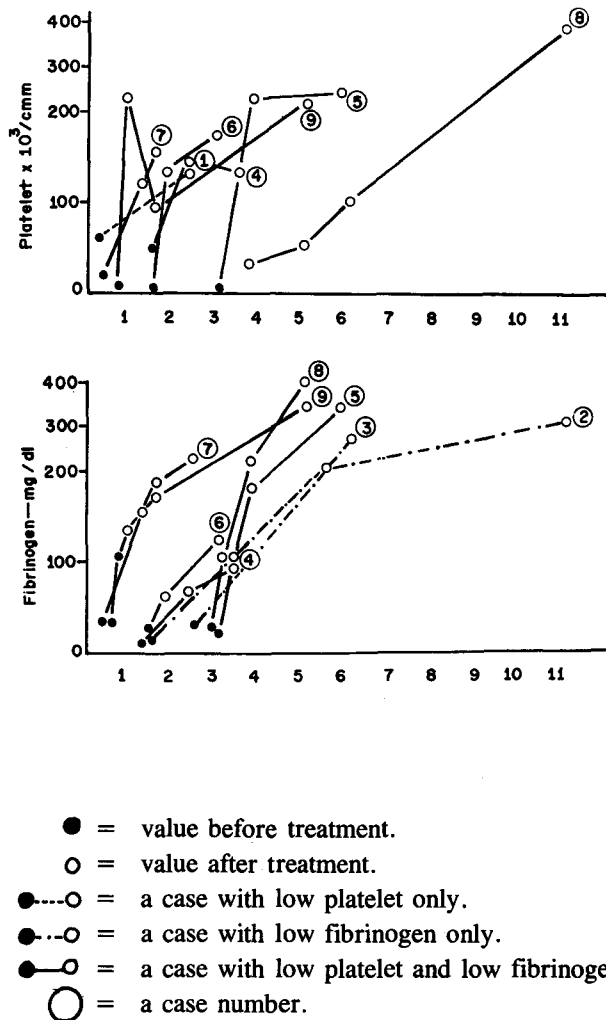 Platelet x 10³/cmm
400
300
200
100
0
8
7
6
1
5
9
4
1 2 3 4 5 6 7 8 9 10 11
Fibrinogen—mg/dl
400
300
200
100
0
8
9
5
7
3
2
6
4
1 2 3 4 5 6 7 8 9 10 11
= value before treatment.
= value after treatment.
= a case with low platelet only.
= a case with low fibrinogen only.
= a case with low platelet and low fibrinoge
= a case number.